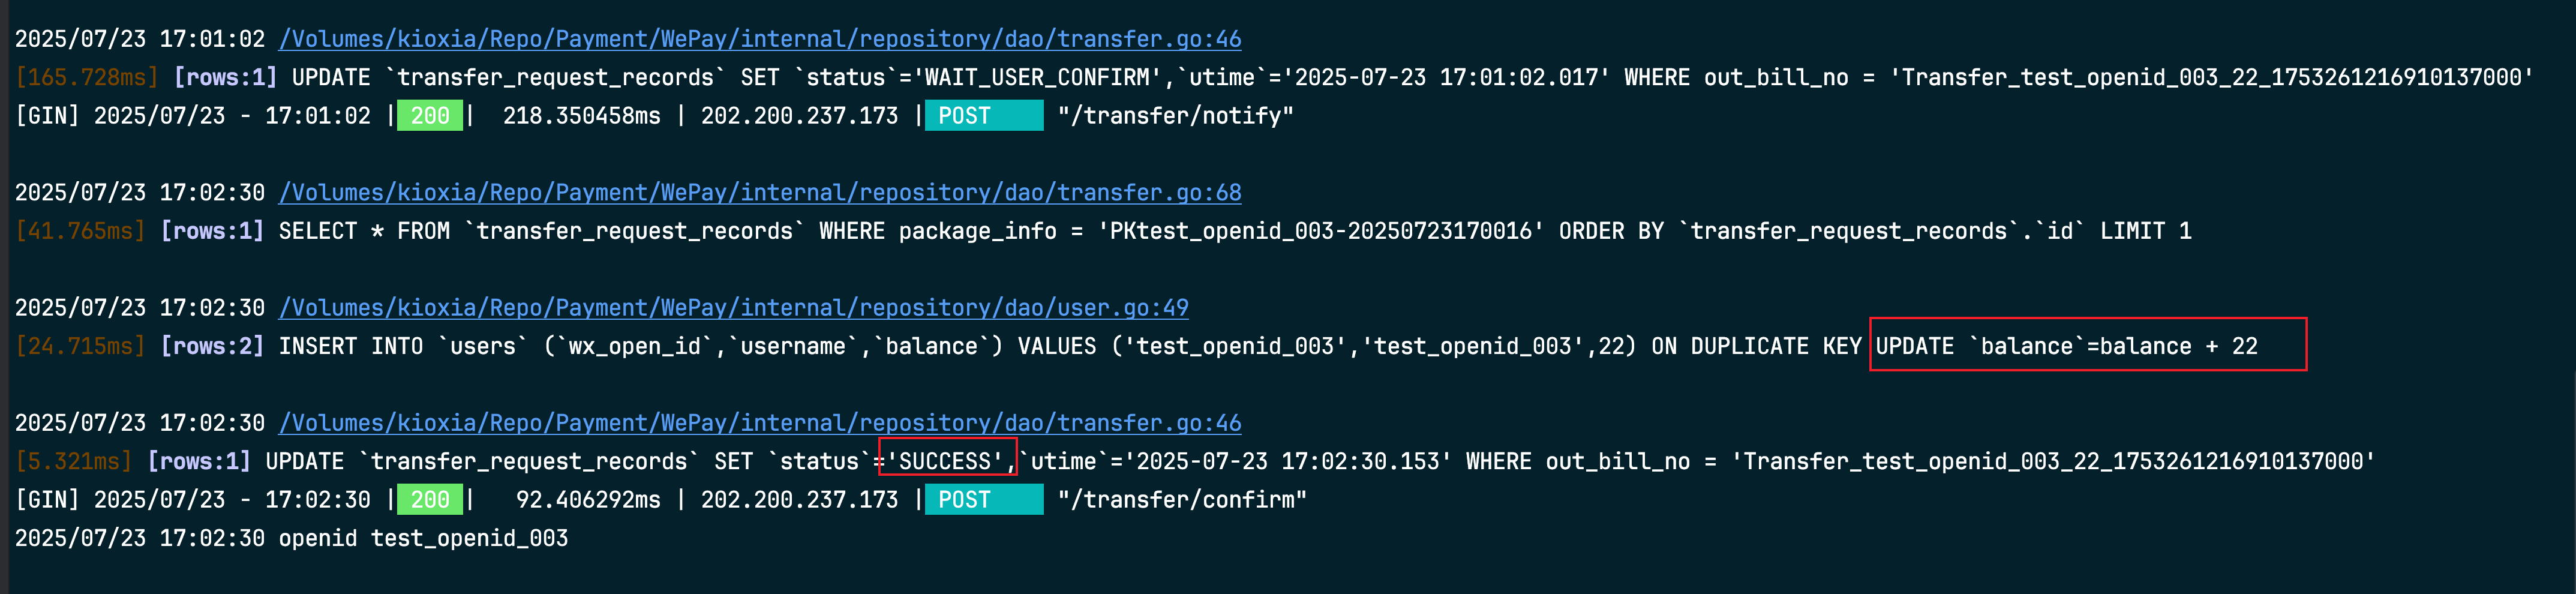 2025/07/23 17:01:02 /Volumes/kioxia/Repo/Payment/WePay/internal/repository/dao/transfer.go:46
[165.728ms] [rows:1] UPDATE `transfer_request_records` SET `status`='WAIT_USER_CONFIRM',`utime`='2025-07-23 17:01:02.017' WHERE out_bill_no = 'Transfer_test_openid_003_22_1753261216910137000'
[GIN] 2025/07/23 - 17:01:02 | 200 |  218.350458ms | 202.200.237.173 | POST     "/transfer/notify"
2025/07/23 17:02:30 /Volumes/kioxia/Repo/Payment/WePay/internal/repository/dao/transfer.go:68
[41.765ms] [rows:1] SELECT * FROM `transfer_request_records` WHERE package_info = 'PKtest_openid_003-20250723170016' ORDER BY `transfer_request_records`.`id` LIMIT 1
2025/07/23 17:02:30 /Volumes/kioxia/Repo/Payment/WePay/internal/repository/dao/user.go:49
[24.715ms] [rows:2] INSERT INTO `users` (`wx_open_id`,`username`,`balance`) VALUES ('test_openid_003','test_openid_003',22) ON DUPLICATE KEY UPDATE `balance`=balance + 22
2025/07/23 17:02:30 /Volumes/kioxia/Repo/Payment/WePay/internal/repository/dao/transfer.go:46
[5.321ms] [rows:1] UPDATE `transfer_request_records` SET `status`='SUCCESS',`utime`='2025-07-23 17:02:30.153' WHERE out_bill_no = 'Transfer_test_openid_003_22_1753261216910137000'
[GIN] 2025/07/23 - 17:02:30 | 200 |   92.406292ms | 202.200.237.173 | POST     "/transfer/confirm"
2025/07/23 17:02:30 openid test_openid_003